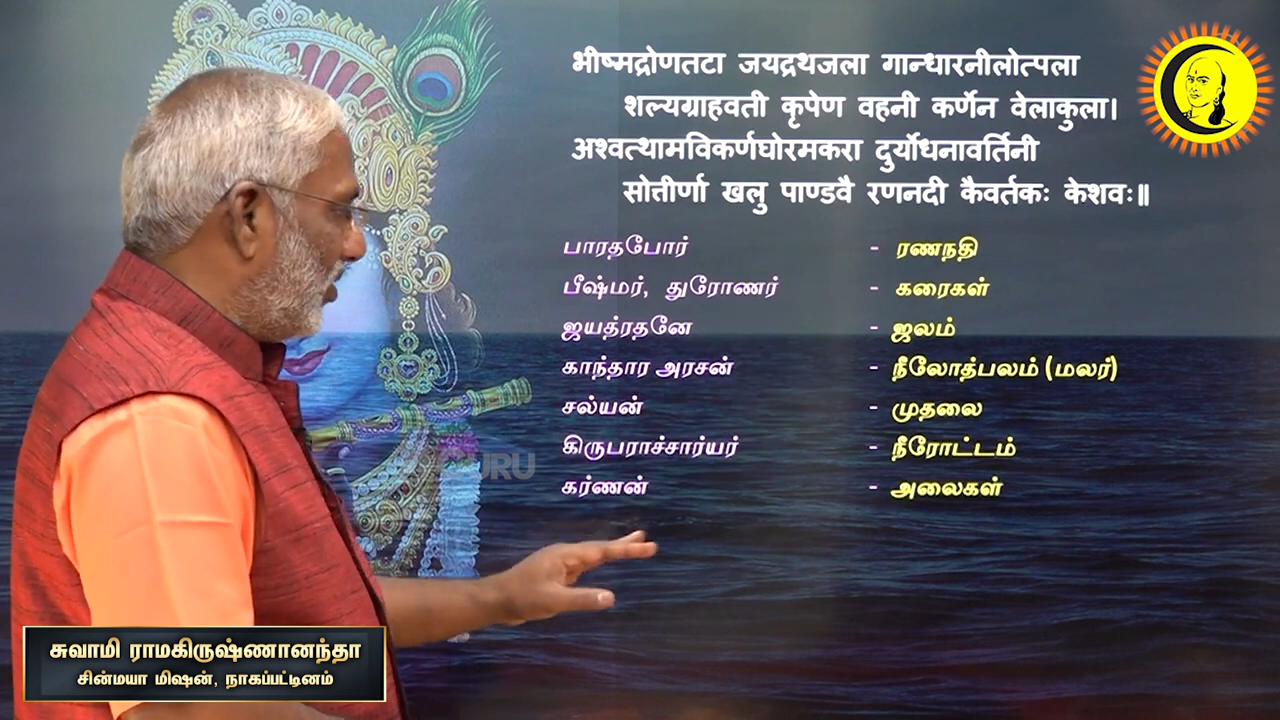 भीष्मद्रोणतटा जयद्रथजला गान्धारनीलोत्पला
शल्यग्राहवती कृपेण वहनी कर्णेन वेलाकुला।
अश्वत्थामविकर्णघोरमकरा दुर्योधनावर्तिनी
सोत्तीर्णा खलु पाण्डवै रणनदी कैवर्तकः केशवः॥
பாரதபோர் - ரணநதி
பீஷ்மர், துரோணர் - கரைகள்
ஜயத்ரதனே - ஜலம்
காந்தார அரசன் - நீலோத்பலம் (மலர்)
சல்யன் - முதலை
கிருபராச்சார்யர் - நீரோட்டம்
கர்ணன் - அலைகள்
GURU
சுவாமி ராமகிருஷ்ணானந்தா
சின்மயா மிஷன், நாகப்பட்டினம்